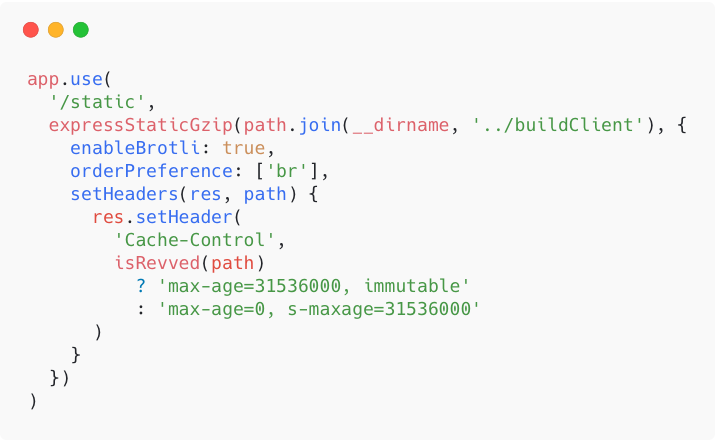 app.use(
  '/static',
  expressStaticGzip(path.join(__dirname, '../buildClient'), {
    enableBrotli: true,
    orderPreference: ['br'],
    setHeaders(res, path) {
      res.setHeader(
        'Cache-Control',
        isRevved(path)
          ? 'max-age=31536000, immutable'
          : 'max-age=0, s-maxage=31536000'
      )
    }
  })
)